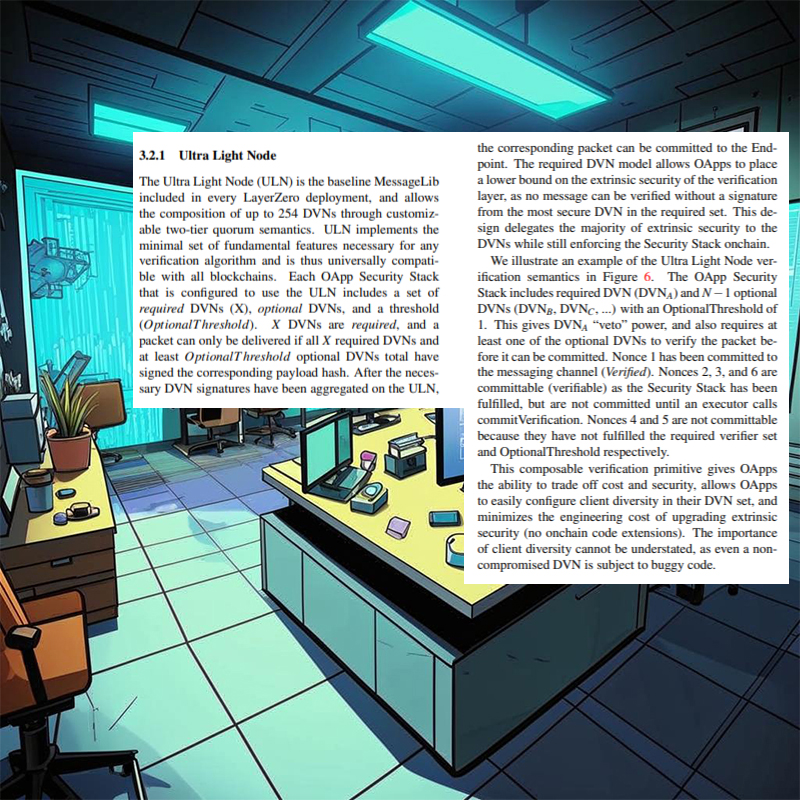 3.2.1 Ultra Light Node
The Ultra Light Node (ULN) is the baseline MessageLib
included in every LayerZero deployment, and allows
the composition of up to 254 DVNs through customiz-
able two-tier quorum semantics. ULN implements the
minimal set of fundamental features necessary for any
verification algorithm and is thus universally compati-
ble with all blockchains. Each OApp Security Stack
that is configured to use the ULN includes a set of
required DVNs (X), optional DVNs, and a threshold
(OptionalThreshold). X DVNs are required, and a
packet can only be delivered if all X required DVNs and
at least OptionalThreshold optional DVNs total have
signed the corresponding payload hash. After the neces-
sary DVN signatures have been aggregated on the ULN,
the corresponding packet can be committed to the End-
point. The required DVN model allows OApps to place
a lower bound on the extrinsic security of the verification
layer, as no message can be verified without a signature
from the most secure DVN in the required set. This de-
sign delegates the majority of extrinsic security to the
DVNs while still enforcing the Security Stack onchain.
We illustrate an example of the Ultra Light Node ver-
ification semantics in Figure 6. The OApp Security
Stack includes required DVN (DVN_A) and N − 1 optional
DVNs (DVN_B, DVN_C, ...) with an OptionalThreshold of
1. This gives DVN_A “veto” power, and also requires at
least one of the optional DVNs to verify the packet be-
fore it can be committed. Nonce 1 has been committed to
the messaging channel (Verified). Nonces 2, 3, and 6 are
committable (verifiable) as the Security Stack has been
fulfilled, but are not committed until an executor calls
commitVerification. Nonces 4 and 5 are not committable
because they have not fulfilled the required verifier set
and OptionalThreshold respectively.
This composable verification primitive gives OApps
the ability to trade off cost and security, allows OApps
to easily configure client diversity in their DVN set, and
minimizes the engineering cost of upgrading extrinsic
security (no onchain code extensions). The importance
of client diversity cannot be understated, as even a non-
compromised DVN is subject to buggy code.